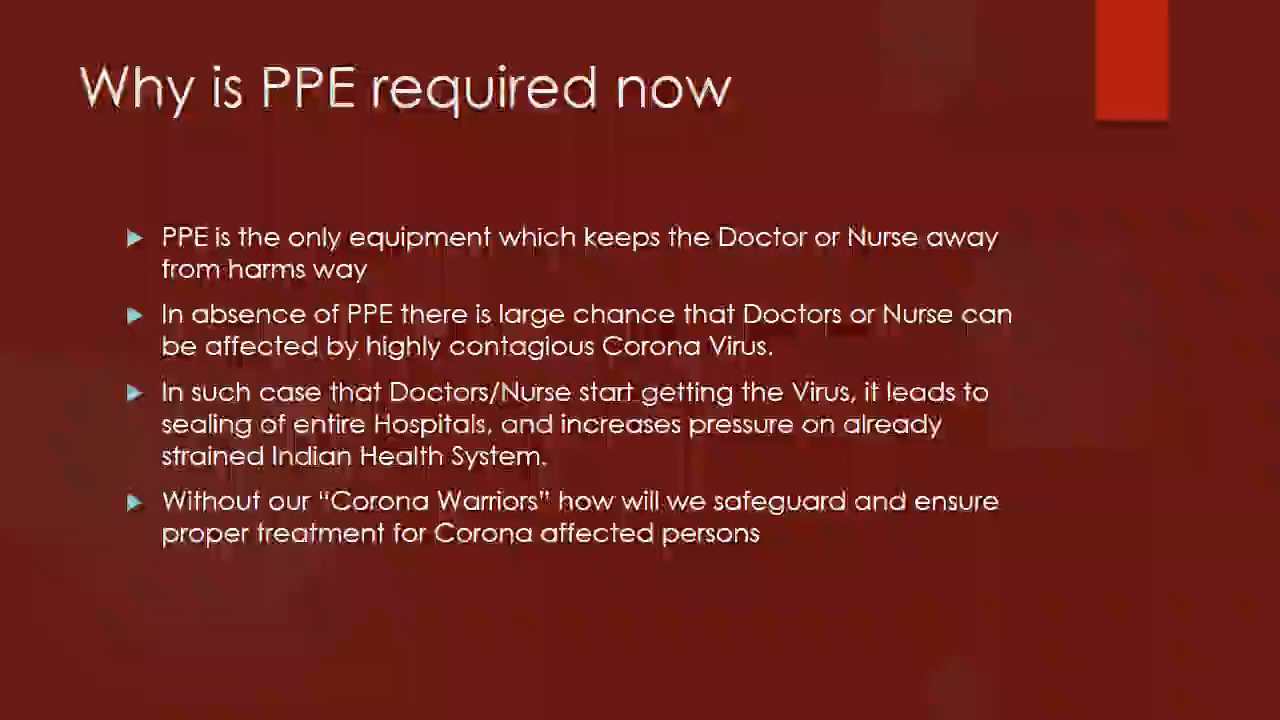 Why is PPE required now
PPE is the only equipment which keeps the Doctor or Nurse away
from harms way
In absence of PPE there is large chance that Doctors or Nurse can
be affected by highly contagious Corona Virus.
In such case that Doctors/Nurse start getting the Virus, it leads to
sealing of entire Hospitals, and increases pressure on already
strained Indian Health System.
Without our “Corona Warriors” how will we safeguard and ensure
proper treatment for Corona affected persons